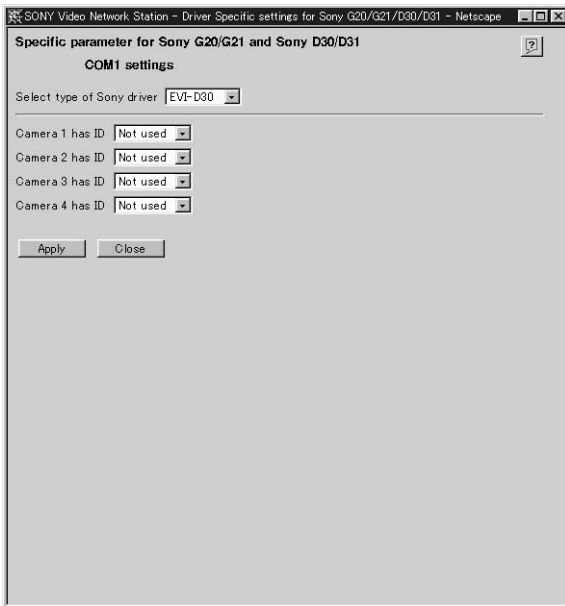 SONY Video Network Station - Driver Specific settings for Sony G20/G21/D30/D31 - Netscape
Specific parameter for Sony G20/G21 and Sony D30/D31
COM1 settings
?
Select type of Sony driver EVI-D30
Camera 1 has ID Not used
Camera 2 has ID Not used
Camera 3 has ID Not used
Camera 4 has ID Not used
Apply Close